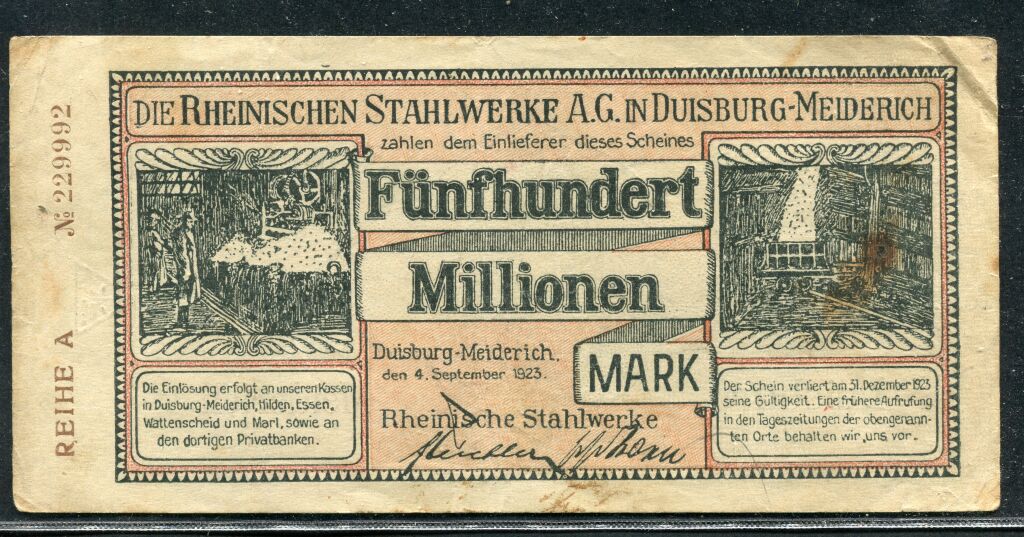 DIE RHEINISCHEN STAHLWERKE A.G. IN DUISBURG-MEIDERICH
zahlen dem Einlieferer dieses Scheines
Fünfhundert
Millionen
MARK
Duisburg-Meiderich,
den 4. September 1923.
Rheinische Stahlwerke
Die Einlösung erfolgt an unseren Kassen
in Duisburg-Meiderich, Hilden, Essen,
Wattenscheid und Marl, sowie an
den dortigen Privatbanken.
Der Schein verliert am 31. Dezember 1923
seine Gültigkeit. Eine frühere Aufrufung
in den Tageszeitungen der obengenann-
ten Orte behalten wir uns vor.
REIHE A
№ 229992